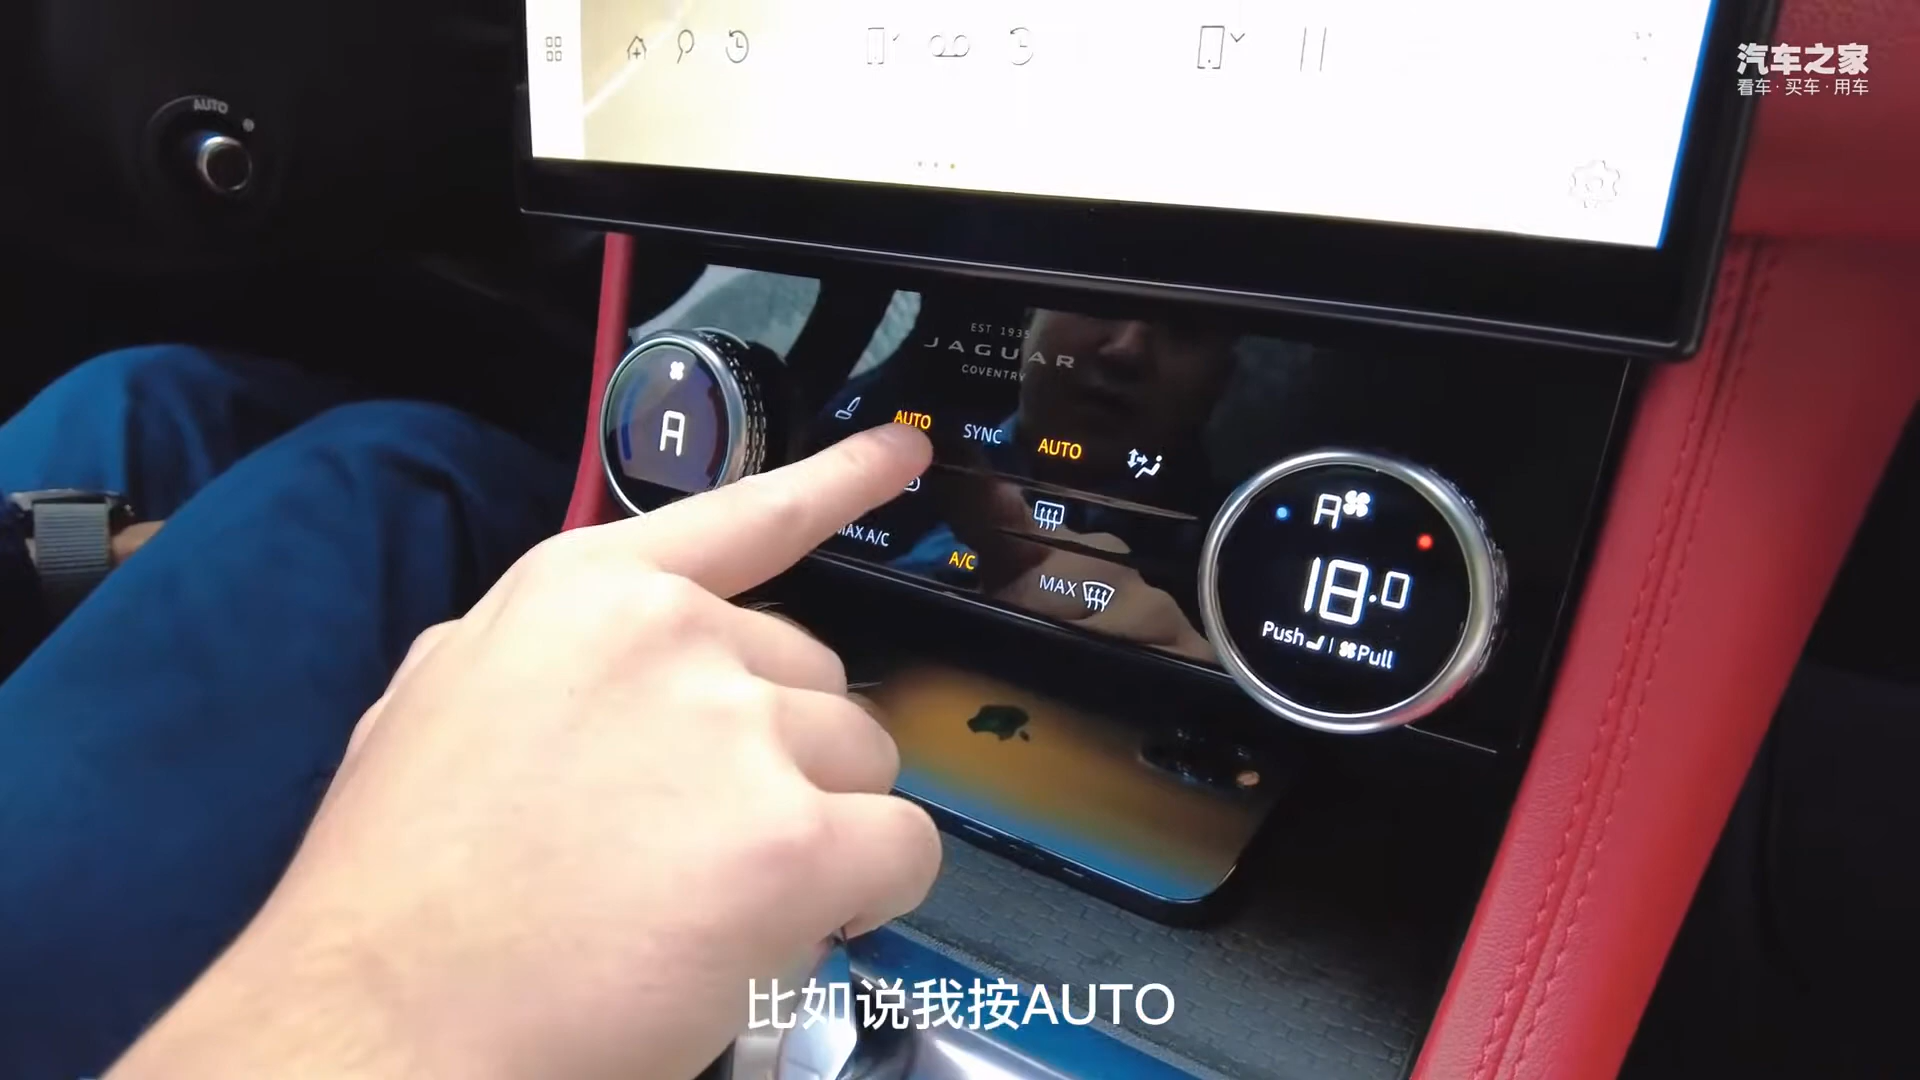 汽车之家
看车·买车·用车
AUTO
EST 1935
JAGUAR
COVENTRY
AUTO
SYNC
AUTO
A
A
18.0
Push | Pull
MAX A/C
A/C
MAX
比如说我按AUTO